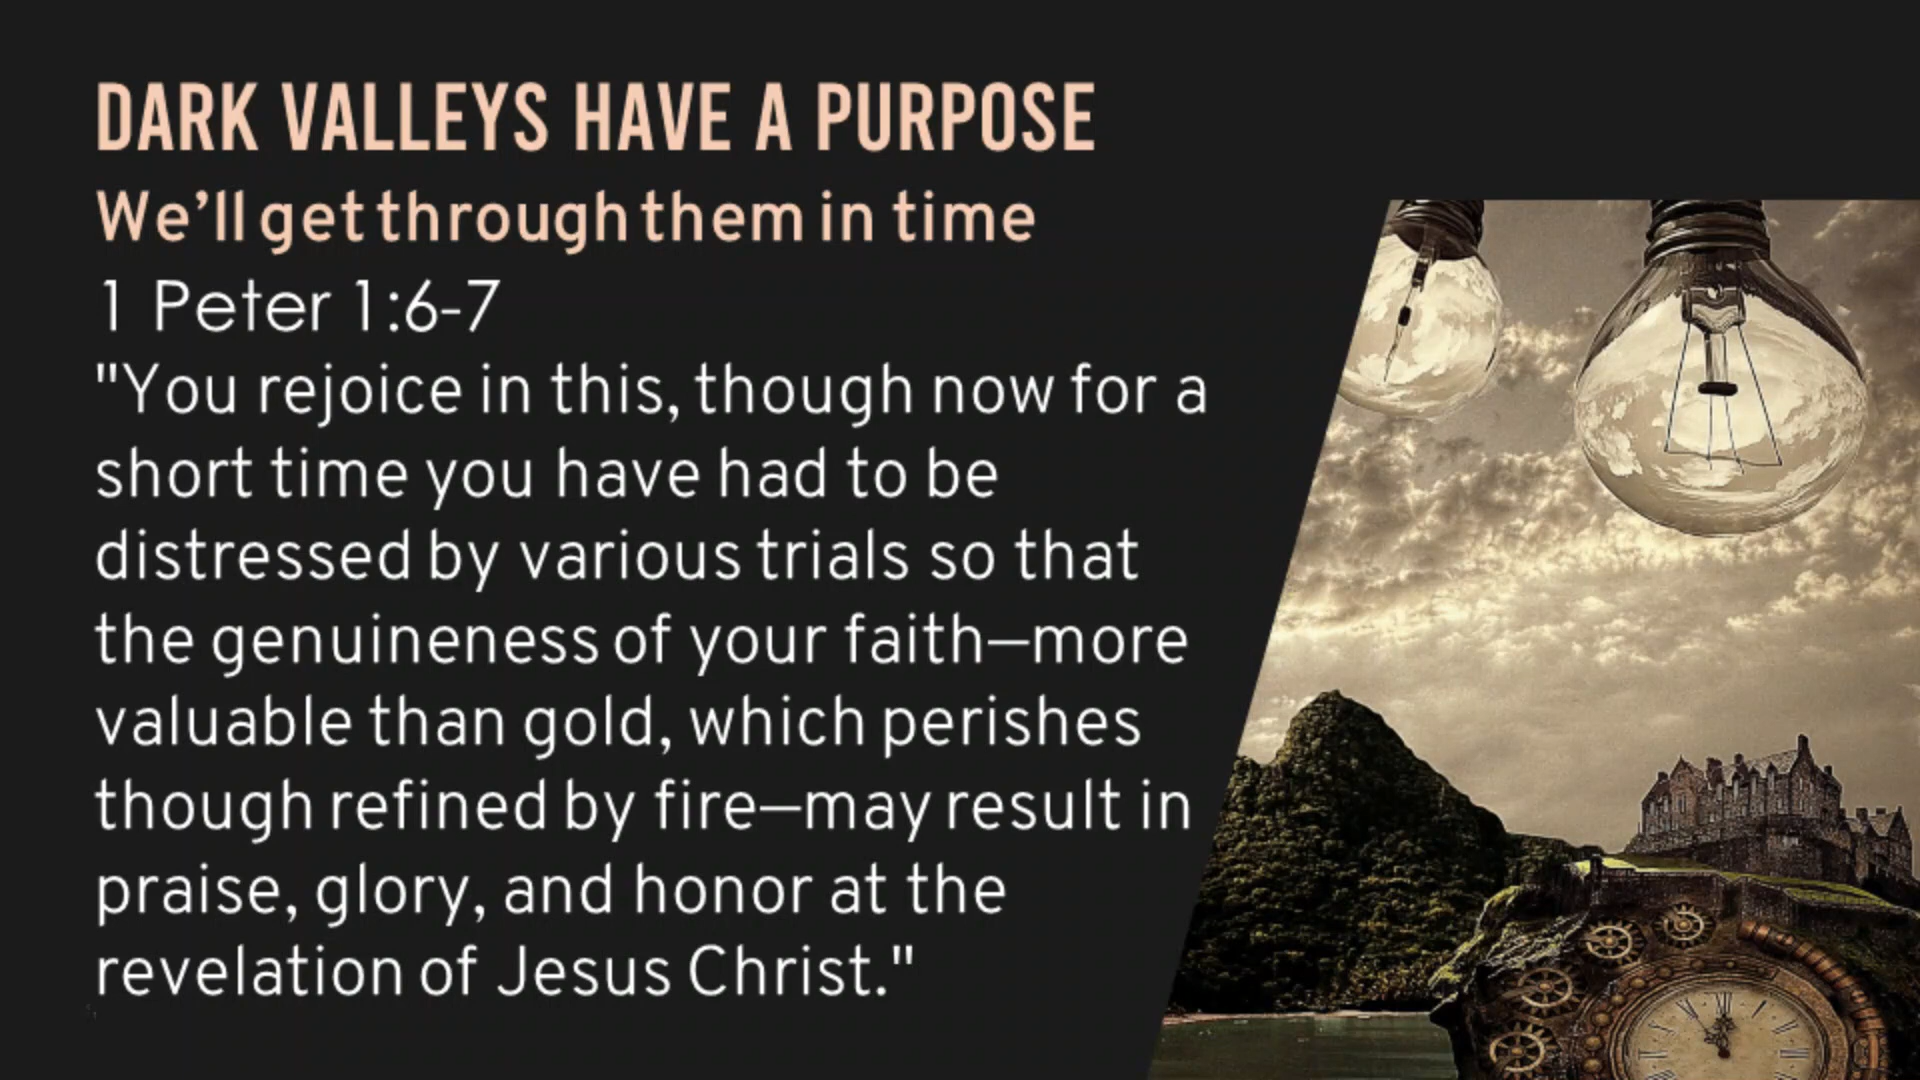 DARK VALLEYS HAVE A PURPOSE
We’ll get through them in time
1 Peter 1:6-7
"You rejoice in this, though now for a
short time you have had to be
distressed by various trials so that
the genuineness of your faith—more
valuable than gold, which perishes
though refined by fire—may result in
praise, glory, and honor at the
revelation of Jesus Christ."